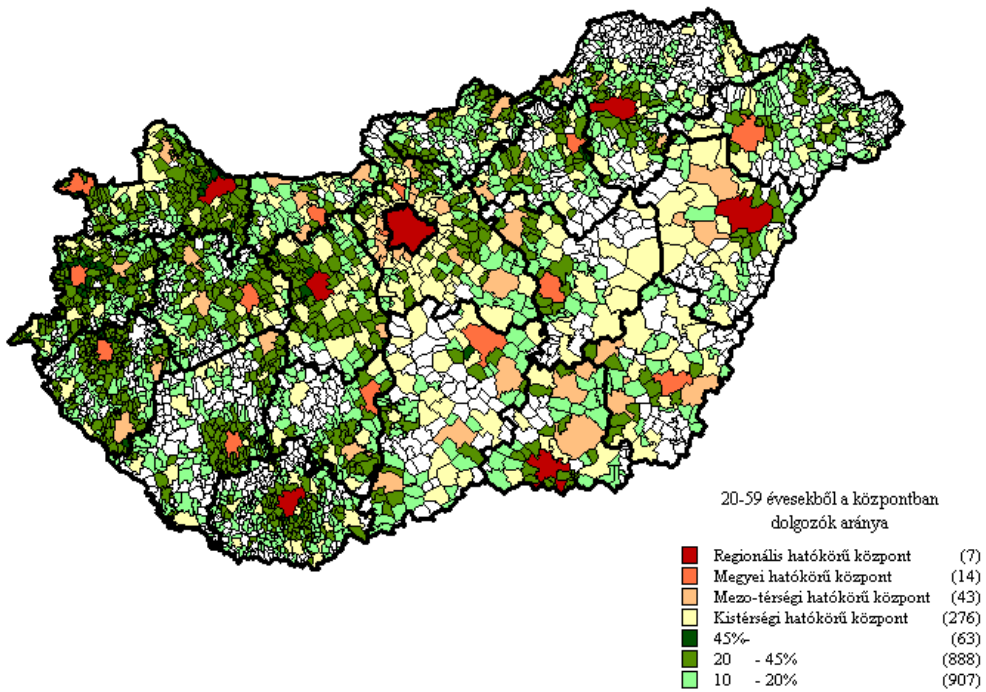 20-59 évesekből a központban
dolgozók aránya
Regionális hatókörű központ (7)
Megyei hatókörű központ (14)
Mezo-térségi hatókörű központ (43)
Kistérségi hatókörű központ (276)
45%- (63)
20 - 45% (888)
10 - 20% (907)